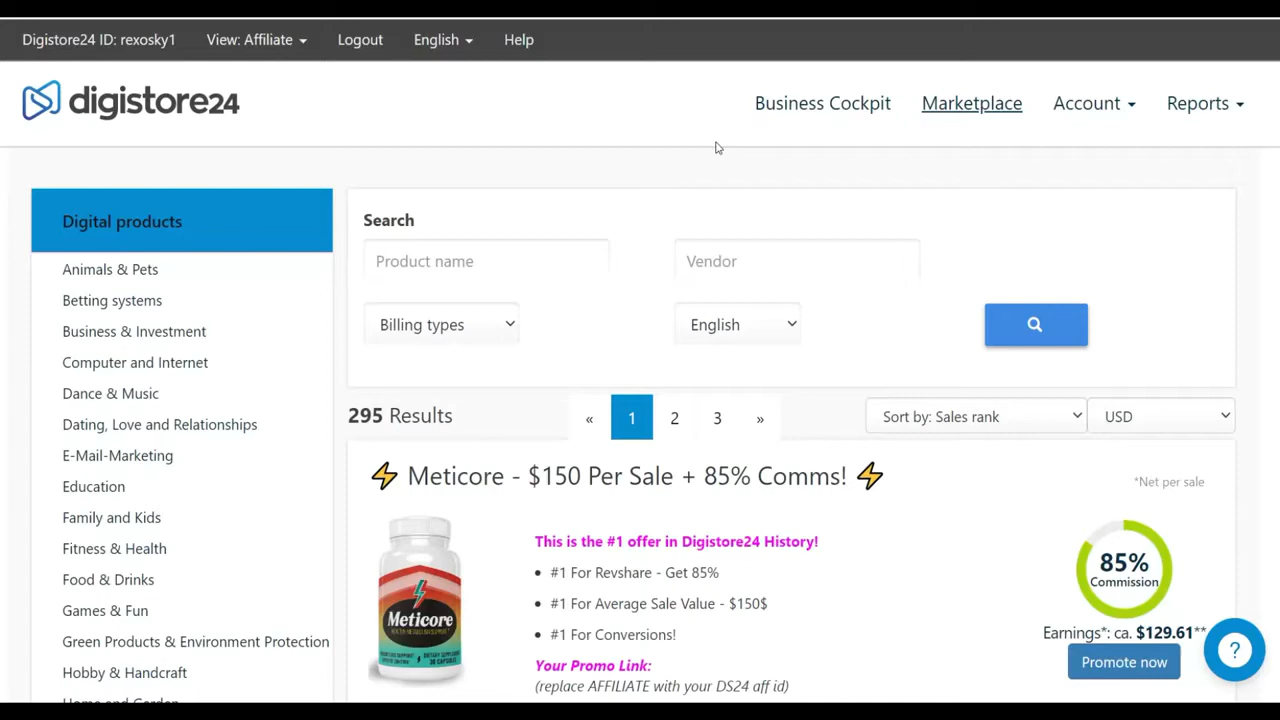 Digistore24 ID: rexosky1 View: Affiliate Logout English Help
digistore24
Business Cockpit Marketplace Account Reports
Digital products
Animals & Pets
Betting systems
Business & Investment
Computer and Internet
Dance & Music
Dating, Love and Relationships
E-Mail-Marketing
Education
Family and Kids
Fitness & Health
Food & Drinks
Games & Fun
Green Products & Environment Protection
Hobby & Handcraft
Home and Garden
Search
Product name Vendor
Billing types English
295 Results « 1 2 3 » Sort by: Sales rank USD
⚡ Meticore - $150 Per Sale + 85% Comms! ⚡
*Net per sale
Meticore
This is the #1 offer in Digistore24 History!
• #1 For Revshare - Get 85%
• #1 For Average Sale Value - $150$
• #1 For Conversions!
Your Promo Link:
(replace AFFILIATE with your DS24 aff id)
85%
Commission
Earnings*: ca. $129.61**
Promote now
?